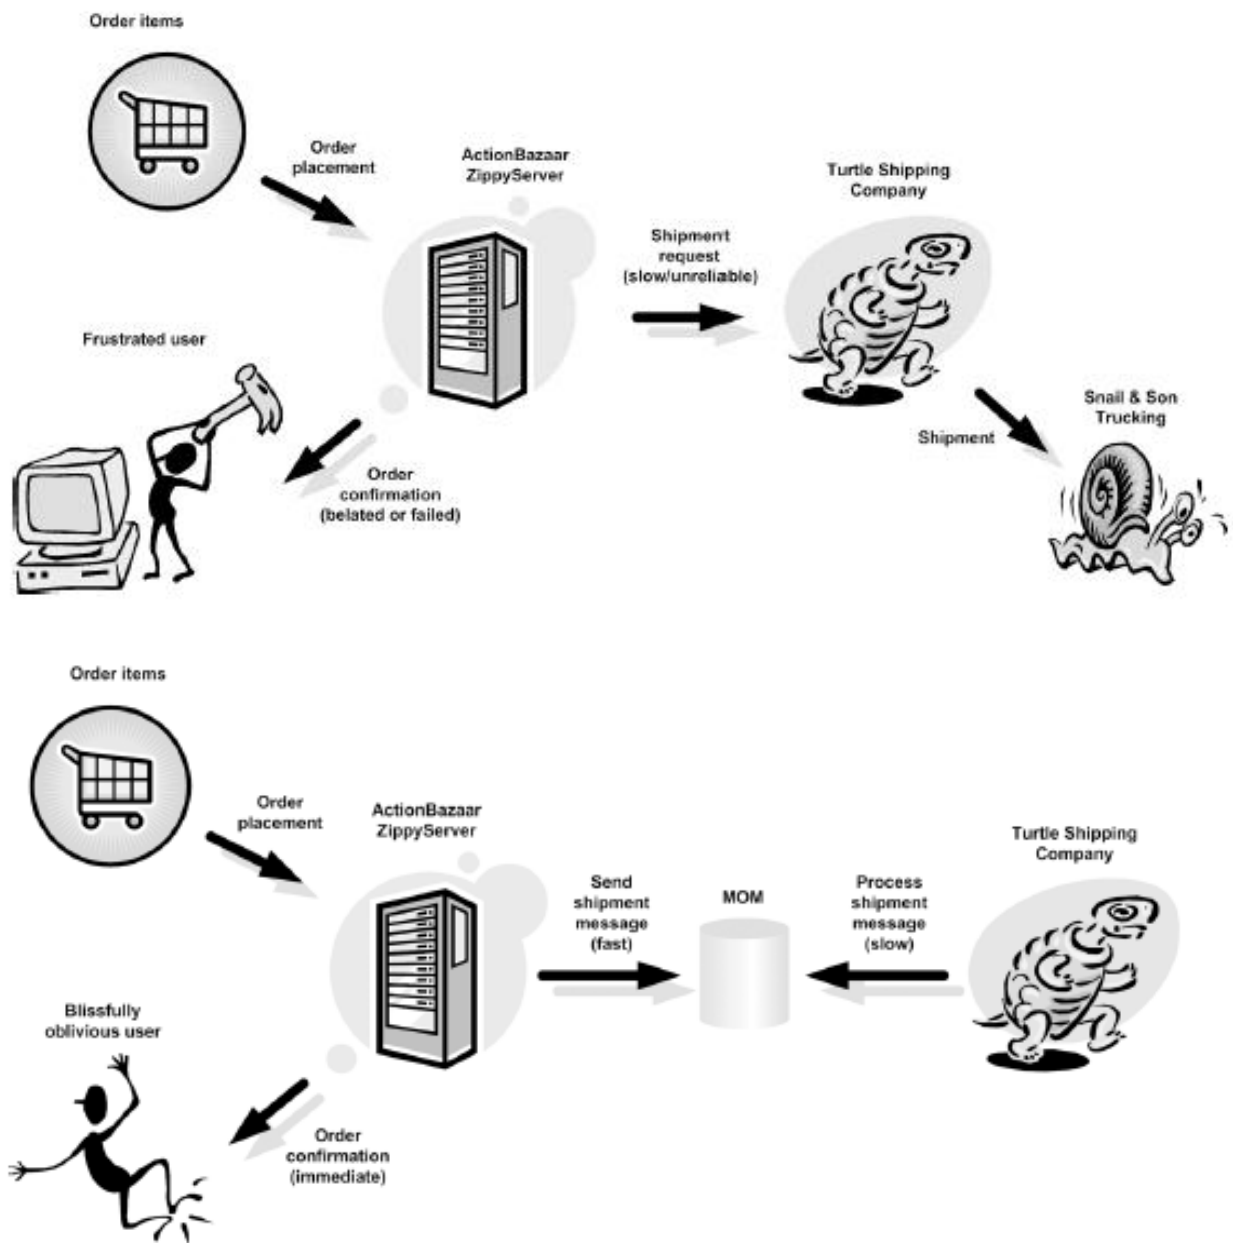 Order items
Order
placement
ActionBazaar
ZippyServer
Shipment
request
(slow/unreliable)
Turtle Shipping
Company
Frustrated user
Order
confirmation
(belated or failed)
Shipment
Snail & Son
Trucking
Order items
Order
placement
ActionBazaar
ZippyServer
Send
shipment
message
(fast)
MOM
Process
shipment
message
(slow)
Turtle Shipping
Company
Blissfully
oblivious user
Order
confirmation
(immediate)